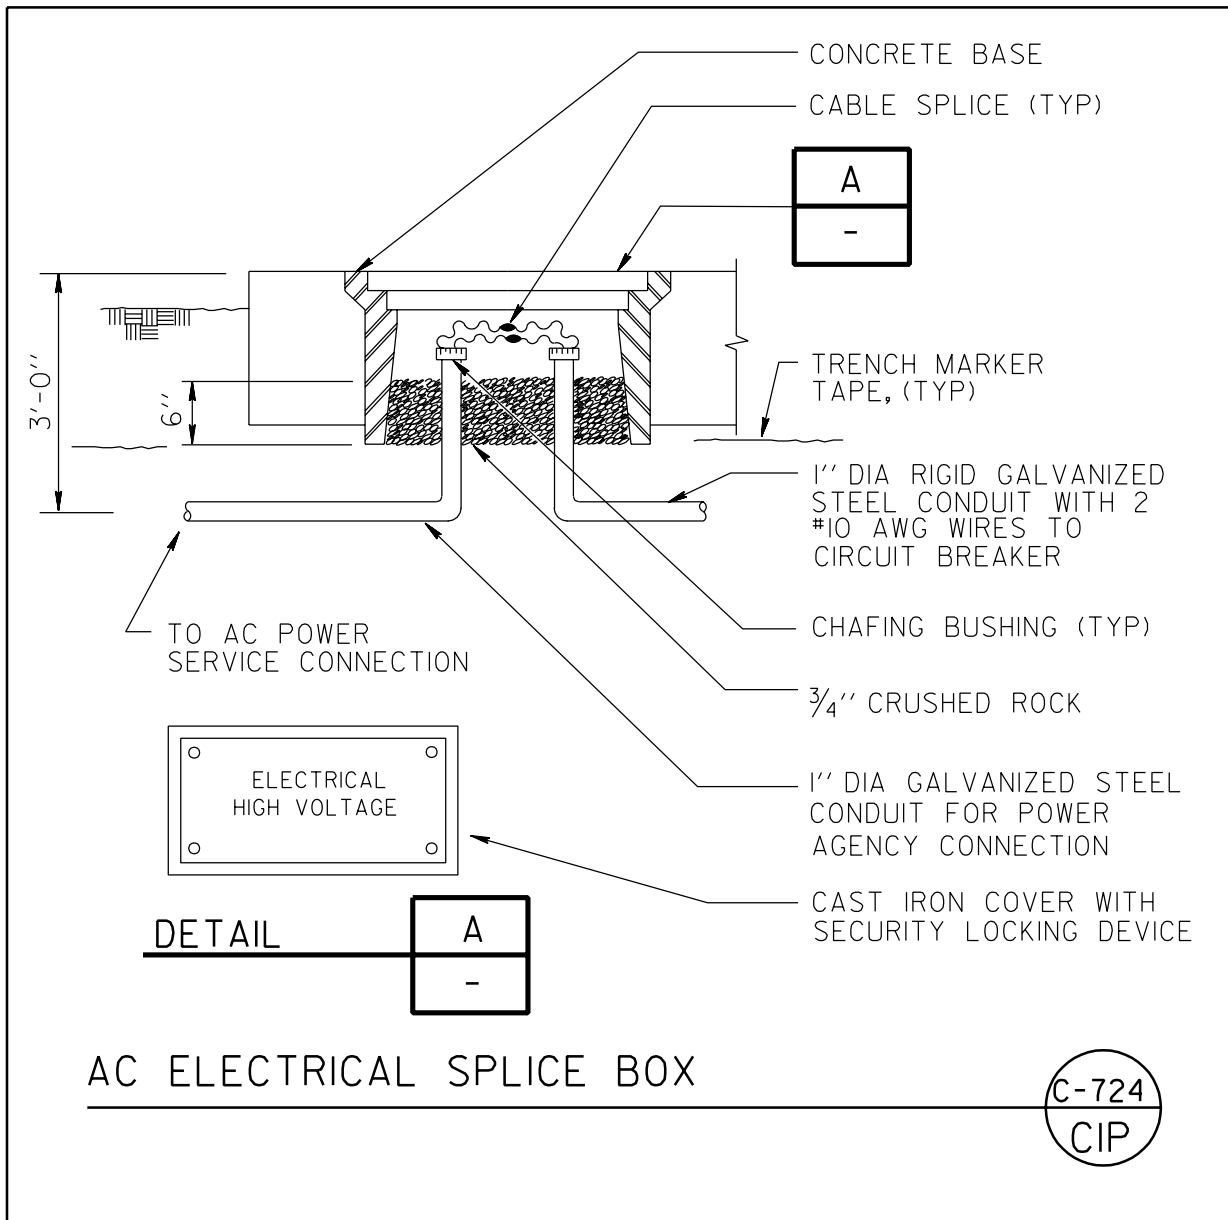 CONCRETE BASE
CABLE SPLICE (TYP)
A
-
3'-0"
6"
TRENCH MARKER
TAPE, (TYP)
1" DIA RIGID GALVANIZED
STEEL CONDUIT WITH 2
#10 AWG WIRES TO
CIRCUIT BREAKER
TO AC POWER
SERVICE CONNECTION
CHAFING BUSHING (TYP)
3/4" CRUSHED ROCK
ELECTRICAL
HIGH VOLTAGE
1" DIA GALVANIZED STEEL
CONDUIT FOR POWER
AGENCY CONNECTION
CAST IRON COVER WITH
SECURITY LOCKING DEVICE
DETAIL
A
-
AC ELECTRICAL SPLICE BOX
C-724
CIP